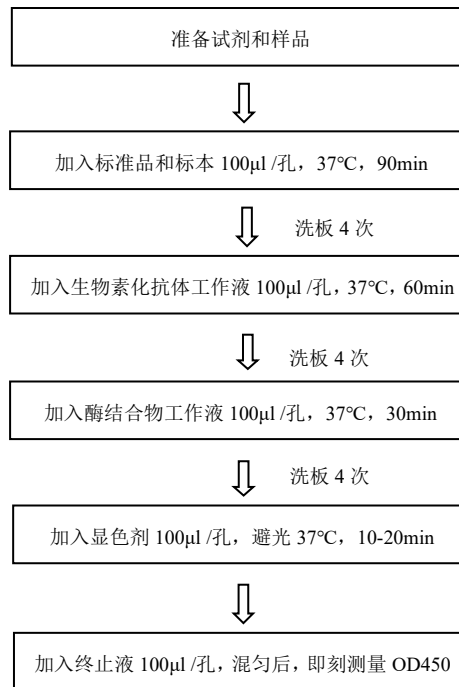 准备试剂和样品
加入标准品和标本 100μl /孔，37℃，90min
洗板 4 次
加入生物素化抗体工作液 100μl /孔，37℃，60min
洗板 4 次
加入酶结合物工作液 100μl /孔，37℃，30min
洗板 4 次
加入显色剂 100μl /孔，避光 37℃，10-20min
加入终止液 100μl /孔，混匀后，即刻测量 OD450